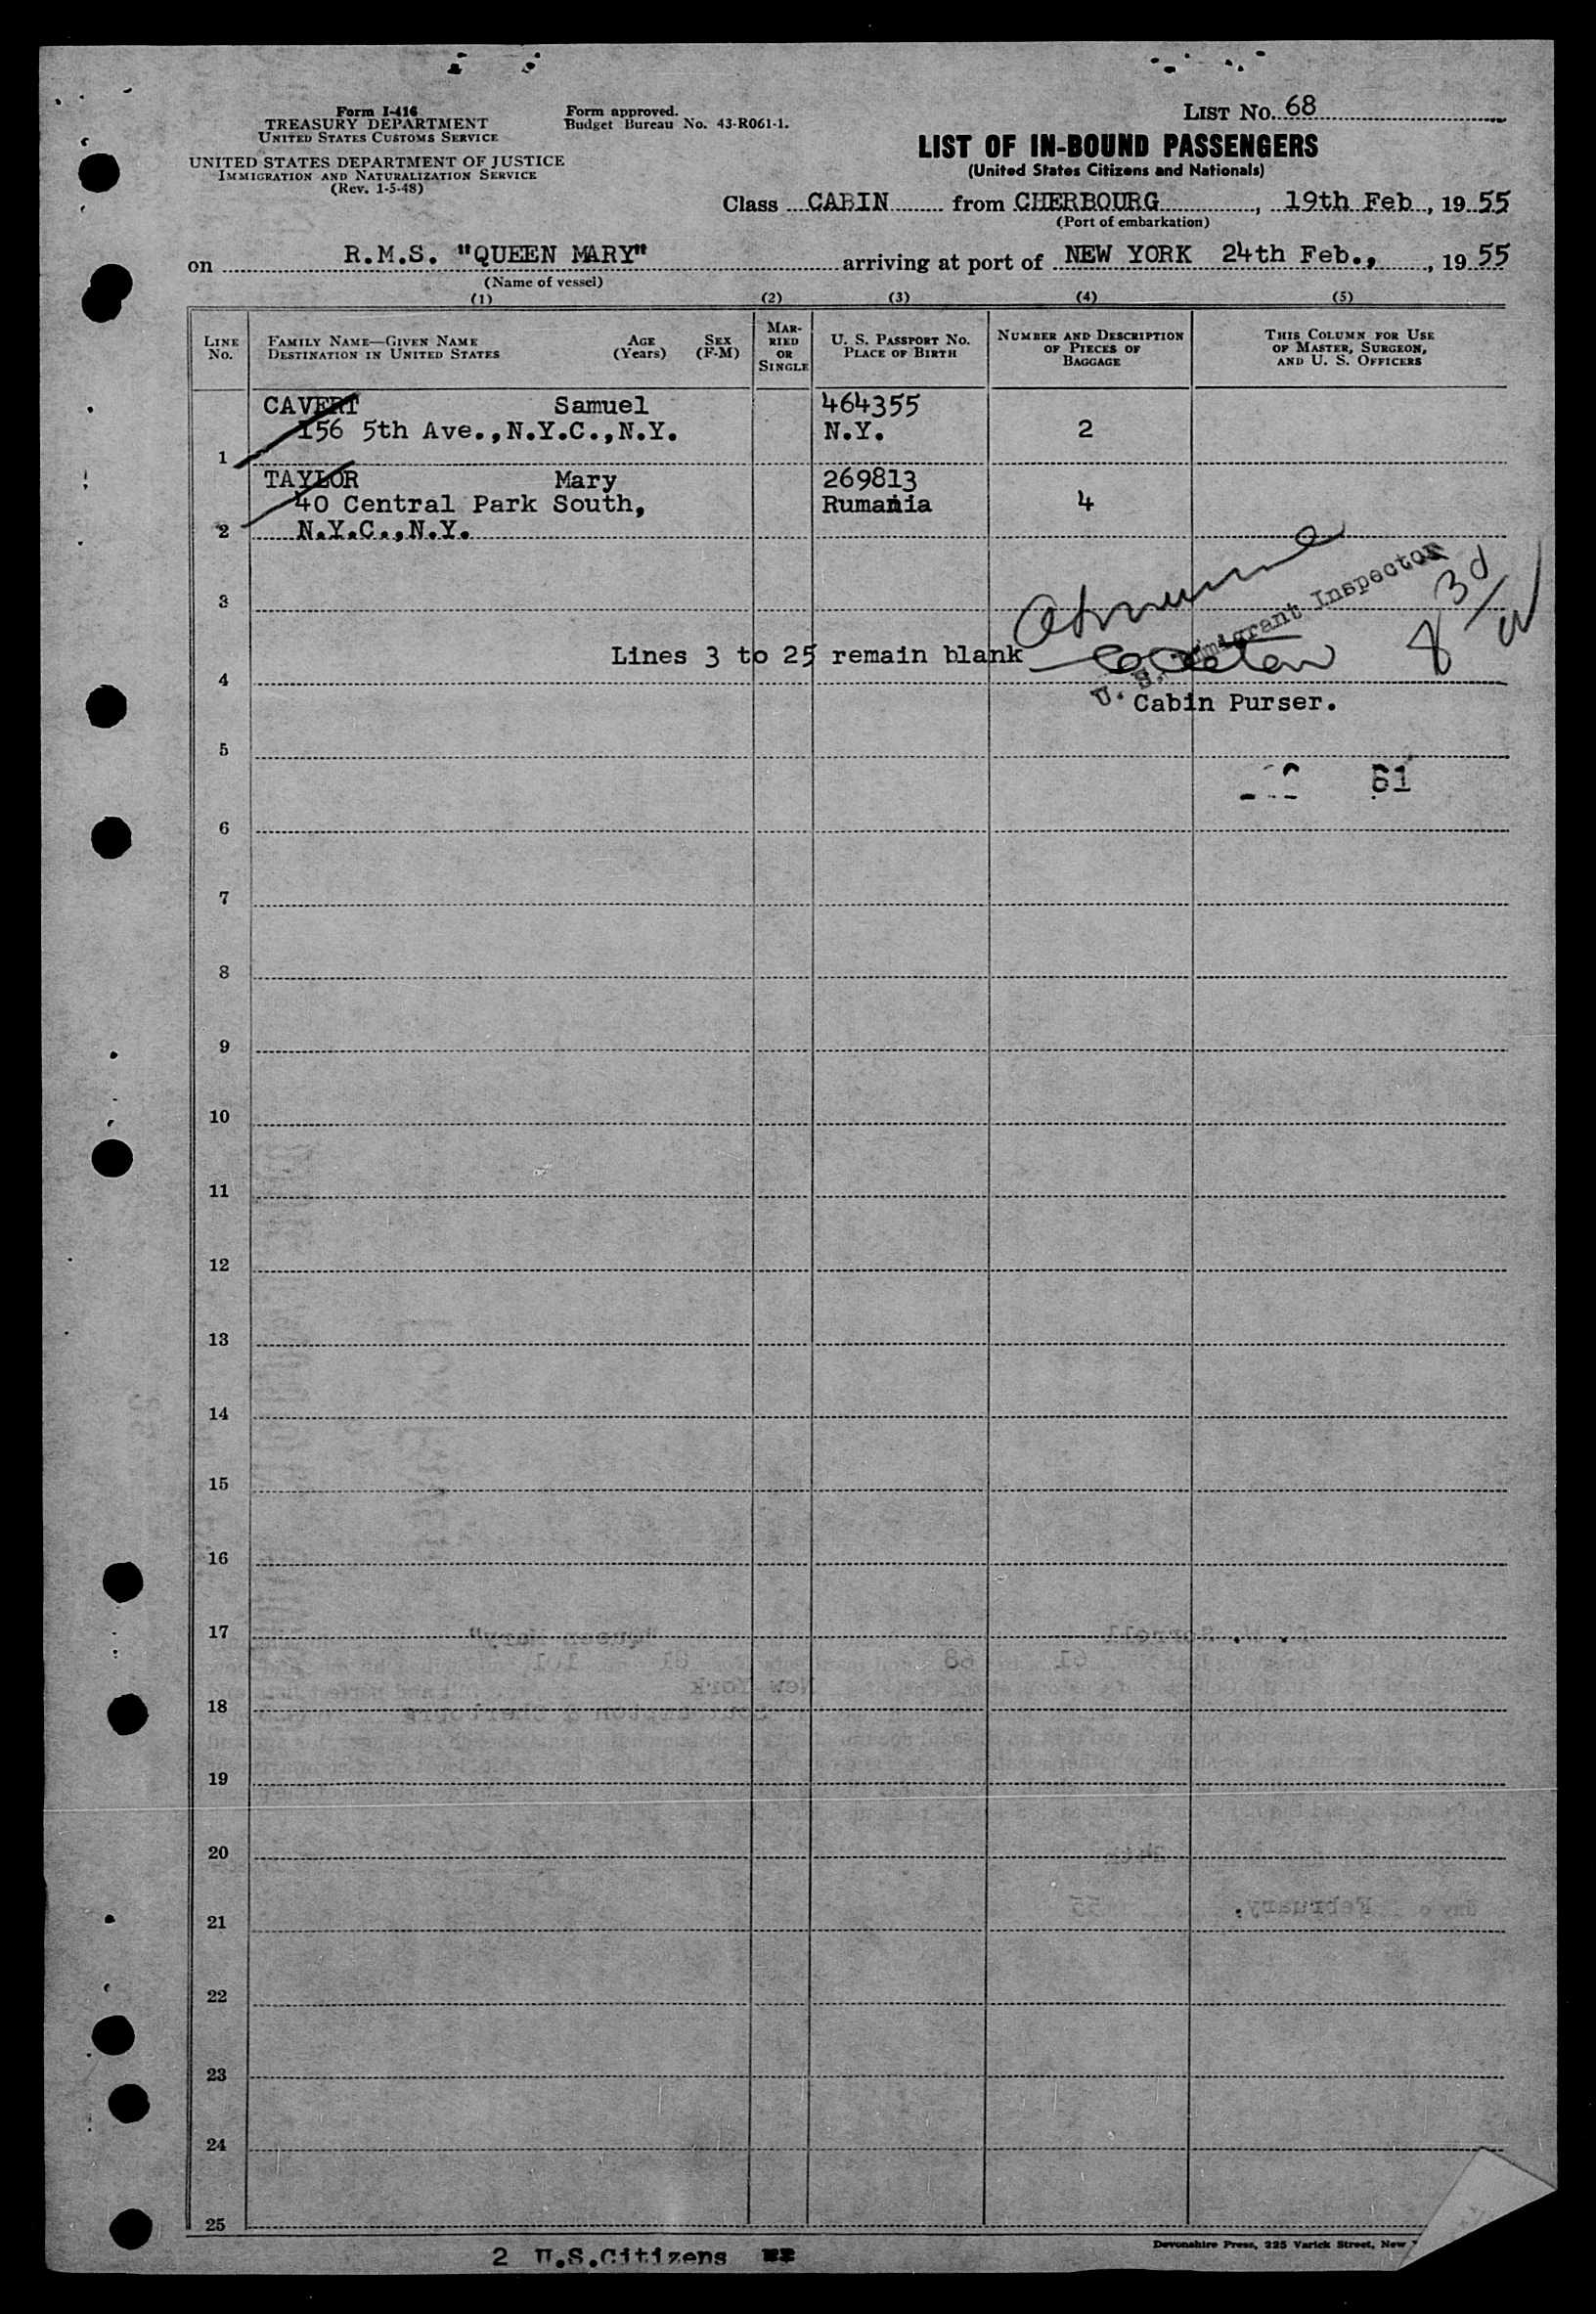 Form I-416
TREASURY DEPARTMENT
UNITED STATES CUSTOMS SERVICE
UNITED STATES DEPARTMENT OF JUSTICE
IMMIGRATION AND NATURALIZATION SERVICE
(Rev. 1-5-48)
Form approved.
Budget Bureau No. 43-R061-1.
LIST No. 68
LIST OF IN-BOUND PASSENGERS
(United States Citizens and Nationals)
Class CABIN from CHERBOURG, 19th Feb, 1955
(Port of embarkation)
on R.M.S. "QUEEN MARY" arriving at port of NEW YORK 24th Feb., , 1955
(Name of vessel)
(1) (2) (3) (4) (5)
LINE No.
FAMILY NAME—GIVEN NAME
DESTINATION IN UNITED STATES
AGE (Years)
SEX (F-M)
MARRIED OR SINGLE
U. S. PASSPORT NO.
PLACE OF BIRTH
NUMBER AND DESCRIPTION OF PIECES OF BAGGAGE
THIS COLUMN FOR USE OF MASTER, SURGEON, AND U. S. OFFICERS
CAVERT Samuel 464355
156 5th Ave.,N.Y.C.,N.Y. N.Y. 2
1
TAYLOR Mary 269813
40 Central Park South, Rumania 4
2 N.Y.C.,N.Y.
3
U. S. Immigrant Inspector
Lines 3 to 25 remain blank
4
Cabin Purser.
5
61
6
7
8
9
10
11
12
13
14
15
16
17
18
19
20
21
22
23
24
25
2 U.S.Citizens
Devonshire Press, 225 Varick Street, New